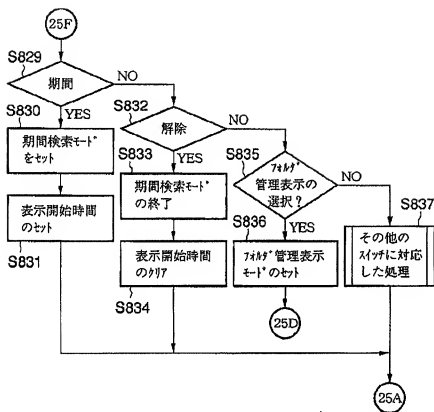 25F
S829
期間
NO
YES
S830
期間検索ﾓｰﾄﾞ
をｾｯﾄ
表示開始時間
のｾｯﾄ
S831
S832
解除
NO
YES
S833
期間検索ﾓｰﾄﾞ
の終了
表示開始時間
のｸﾘｱ
S834
S835
ﾌｫﾙﾀﾞ
管理表示の
選択?
NO
YES
S836
ﾌｫﾙﾀﾞ管理表示
ﾓｰﾄﾞのｾｯﾄ
25D
S837
その他の
ｽｲｯﾁに対応
した処理
25A